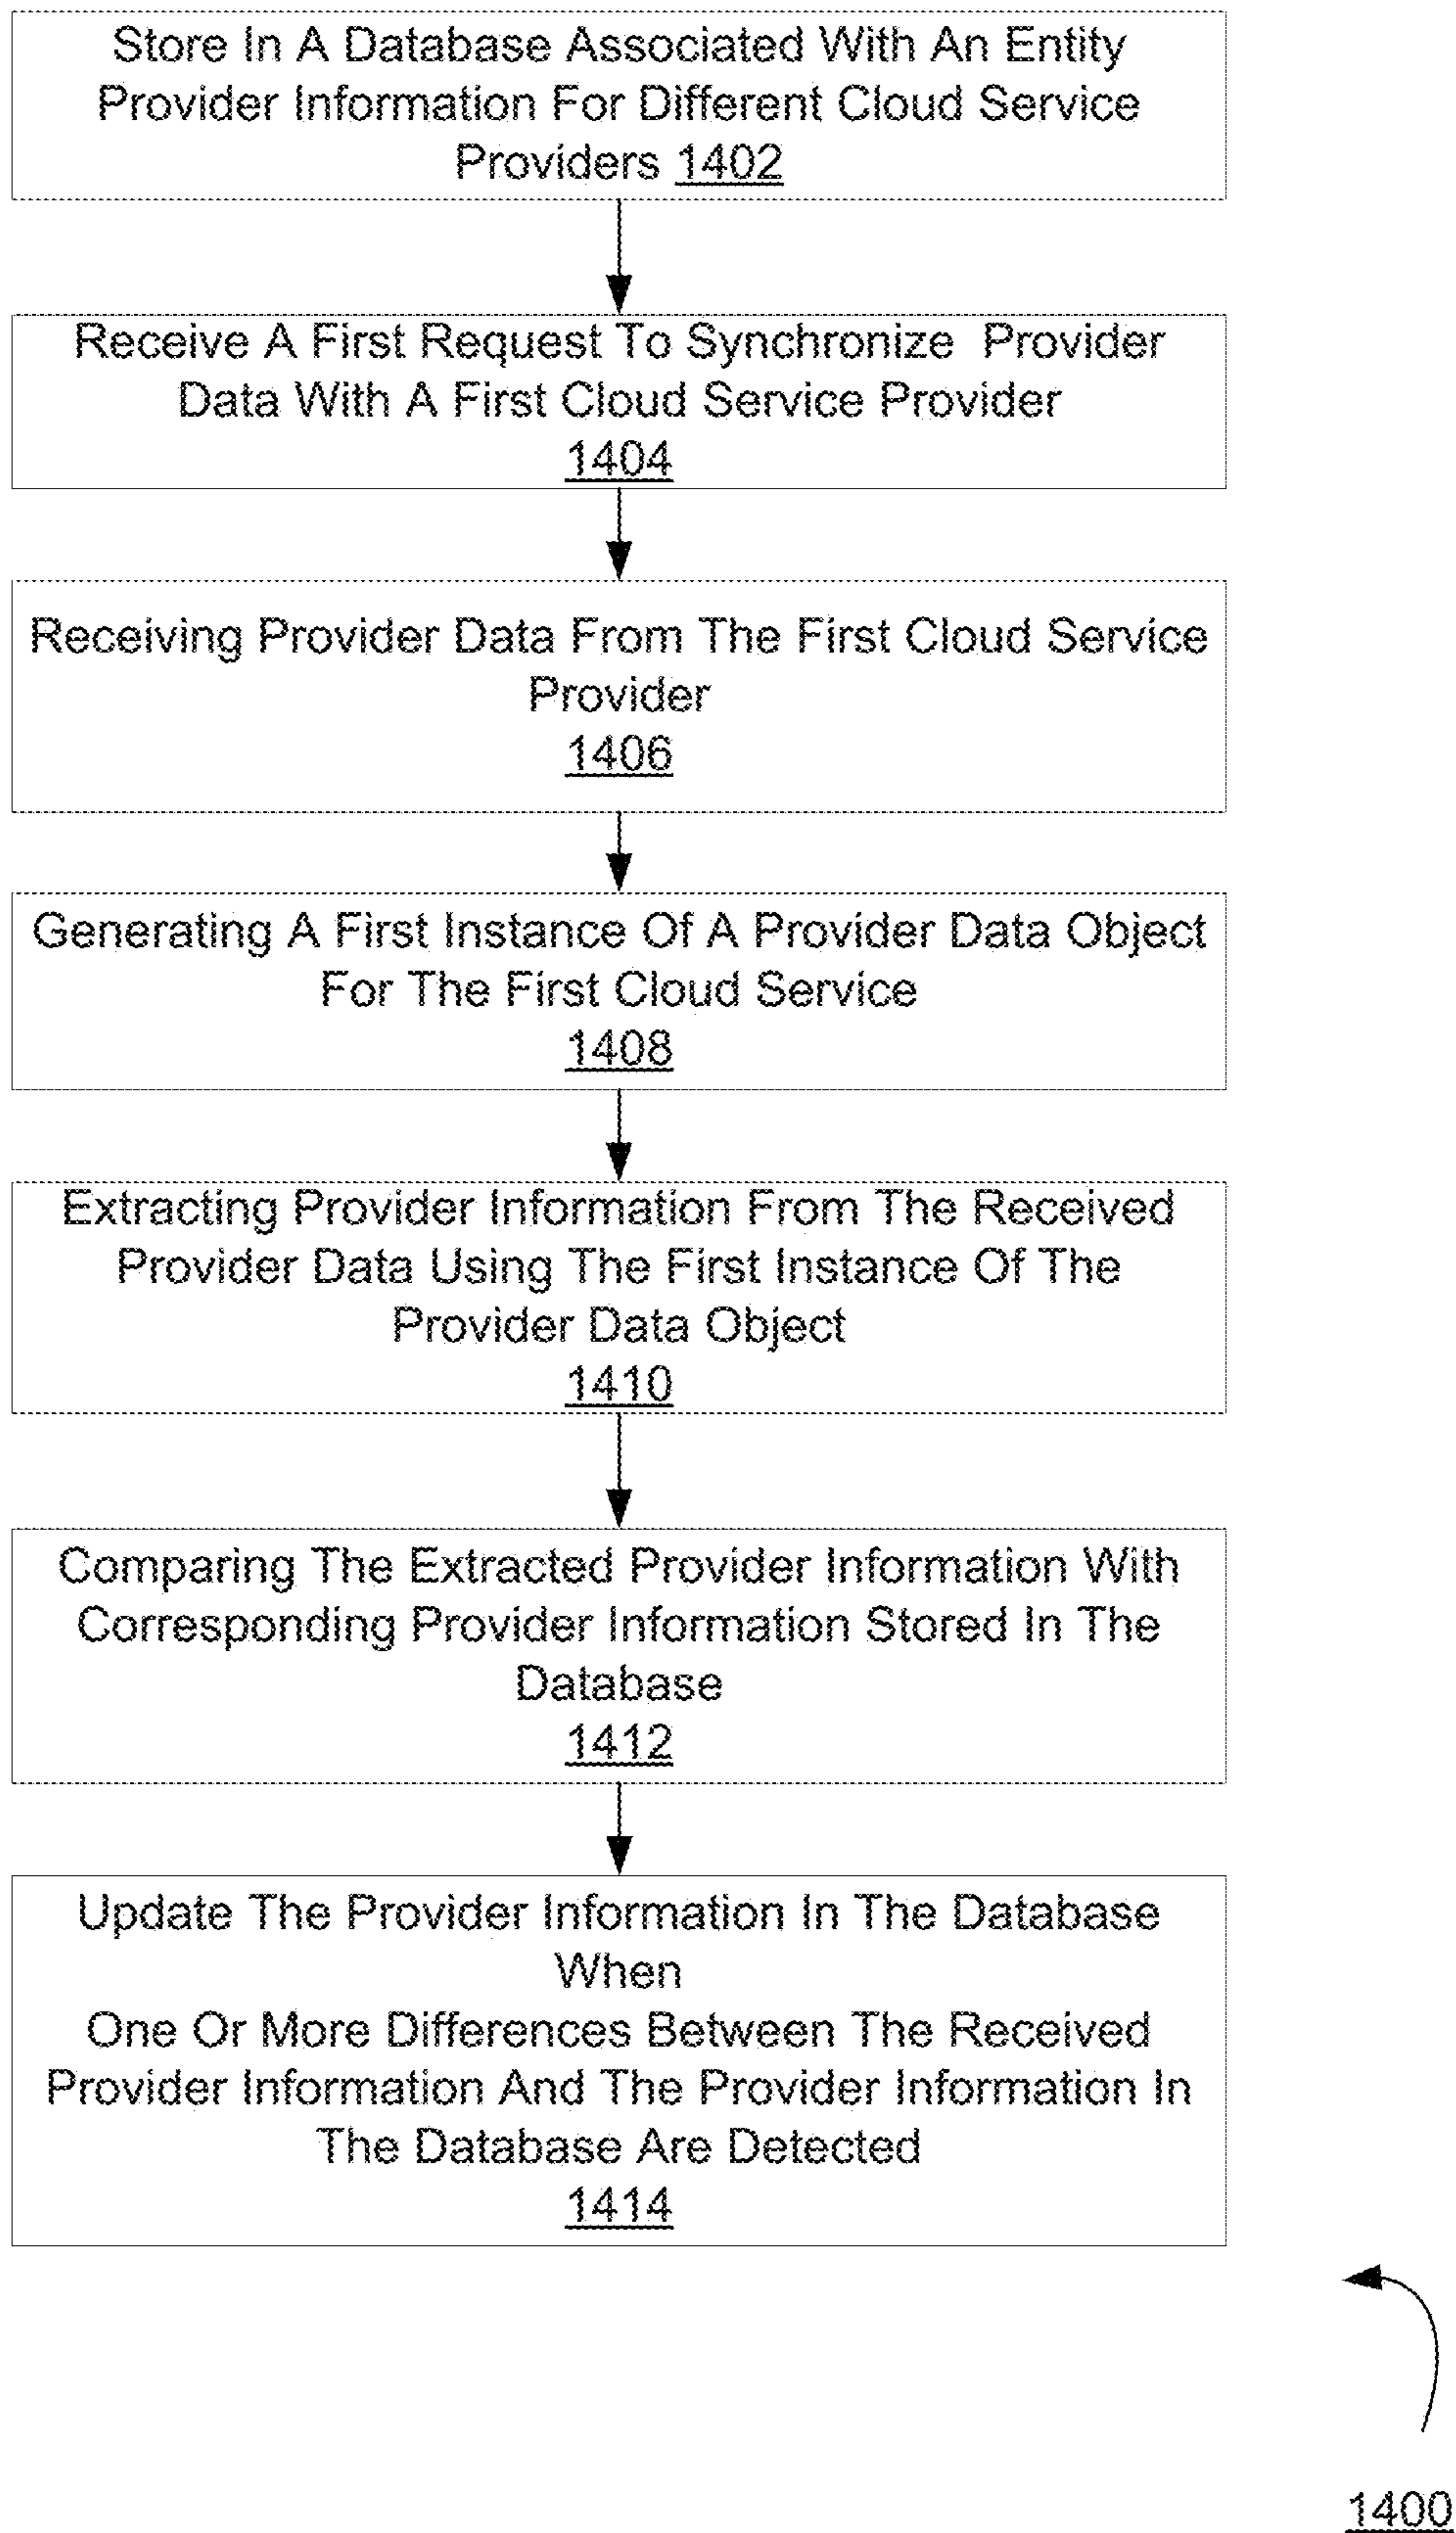 Store In A Database Associated With An Entity
Provider Information For Different Cloud Service
Providers 1402
Receive A First Request To Synchronize Provider
Data With A First Cloud Service Provider
1404
Receiving Provider Data From The First Cloud Service
Provider
1406
Generating A First Instance Of A Provider Data Object
For The First Cloud Service
1408
Extracting Provider Information From The Received
Provider Data Using The First Instance Of The
Provider Data Object
1410
Comparing The Extracted Provider Information With
Corresponding Provider Information Stored In The
Database
1412
Update The Provider Information In The Database
When
One Or More Differences Between The Received
Provider Information And The Provider Information In
The Database Are Detected
1414
1400